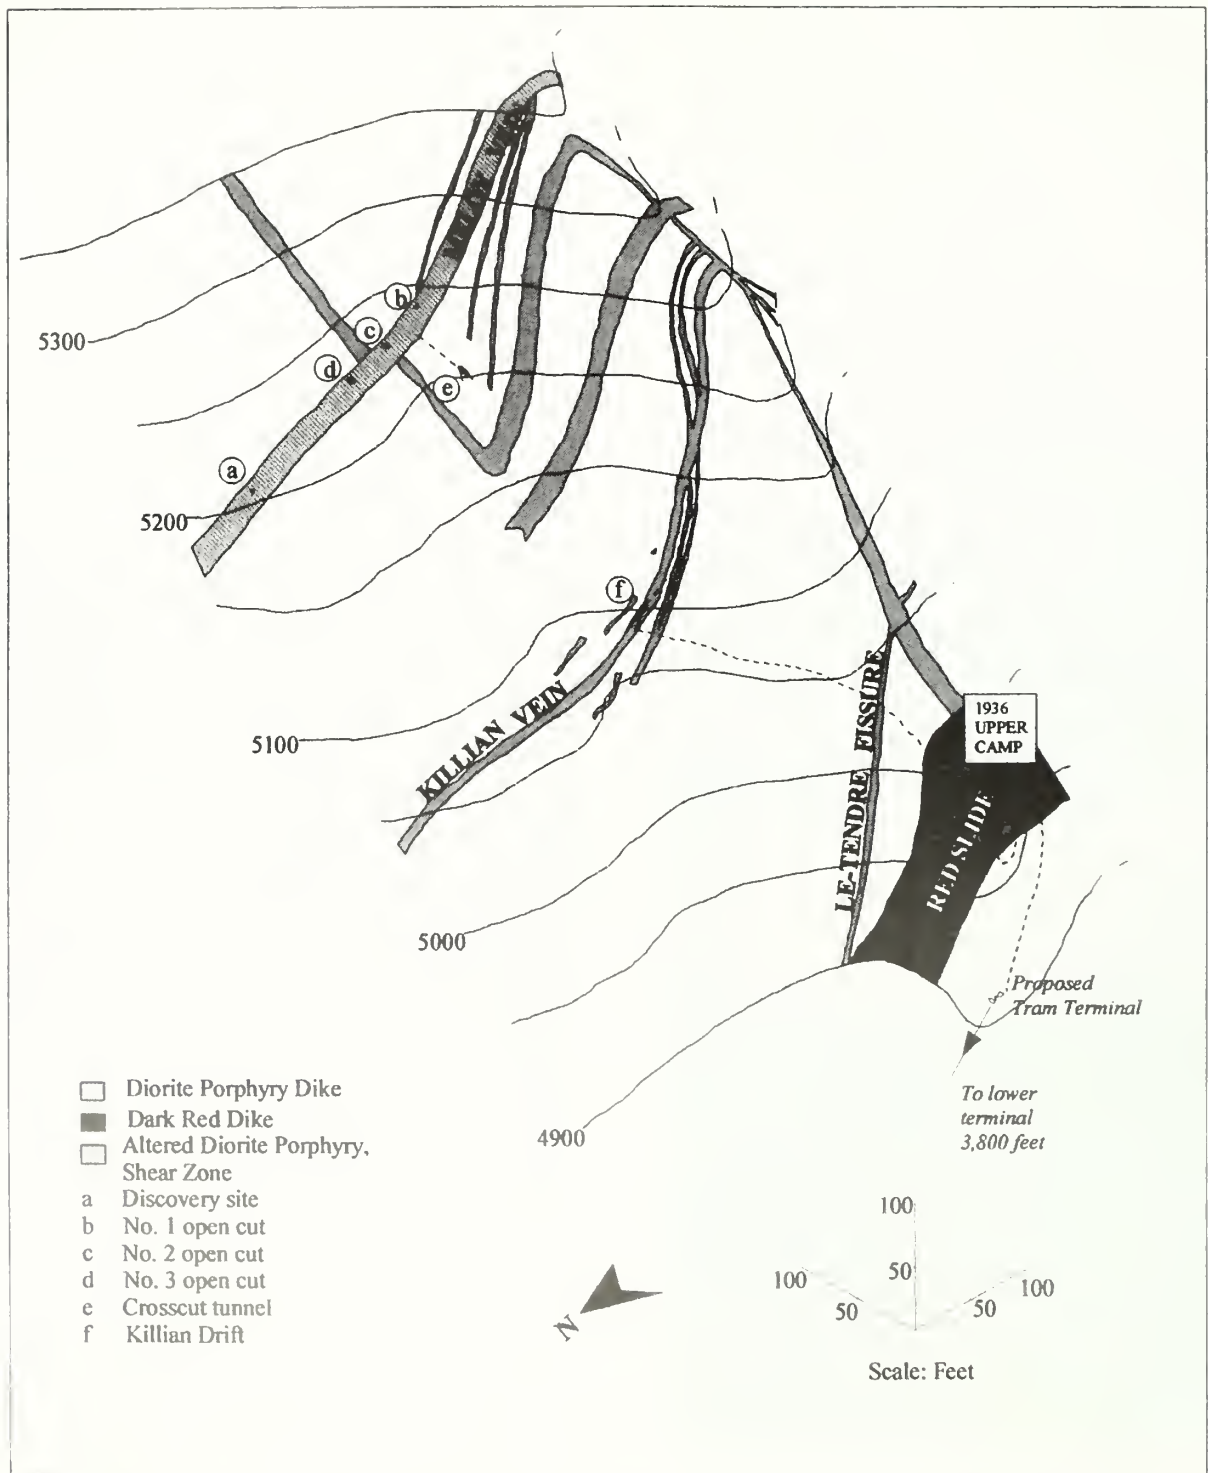 b
5300
c
d
e
a
5200
f
KILLIAN VEIN
5100
LE-TENDRE FISSURE
1936
UPPER
CAMP
RED SLIDE
5000
Proposed
Tram Terminal
4900
To lower
terminal
3,800 feet
Diorite Porphyry Dike
Dark Red Dike
Altered Diorite Porphyry,
Shear Zone
a Discovery site
b No. 1 open cut
c No. 2 open cut
d No. 3 open cut
e Crosscut tunnel
f Killian Drift
N
100
100 50 100
50 50
Scale: Feet